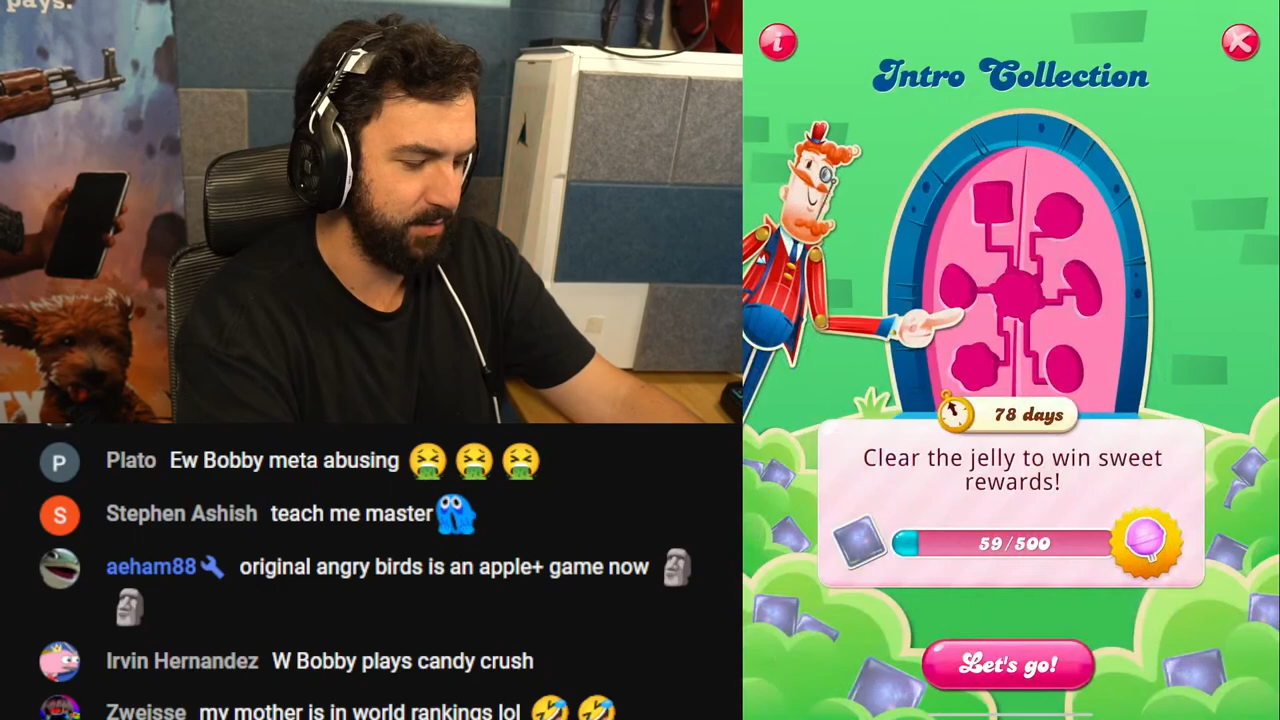 pays.
Intro Collection
78 days
Clear the jelly to win sweet
rewards!
59/500
Let's go!
Plato Ew Bobby meta abusing 🤮 🤮 🤮
Stephen Ashish teach me master
aeham88🔧 original angry birds is an apple+ game now 🗿
🗿
Irvin Hernandez W Bobby plays candy crush
Zweisse my mother is in world rankings lol 🤣 🤣